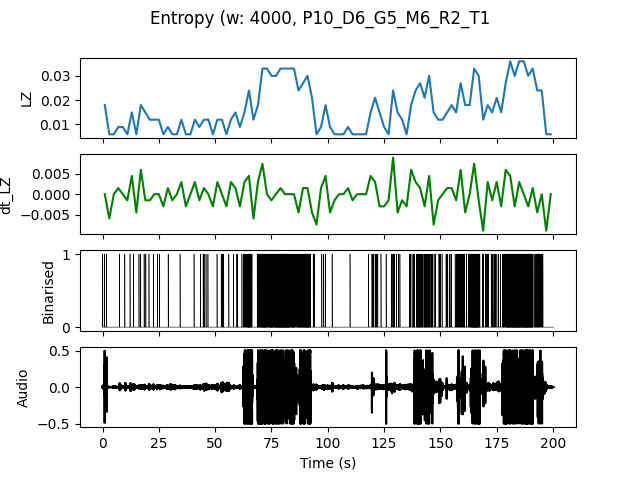 Entropy (w: 4000, P10_D6_G5_M6_R2_T1
0.03
0.02
0.01
LZ
0.005
0.000
−0.005
dt_LZ
1
0
Binarised
0.5
0.0
−0.5
Audio
0 25 50 75 100 125 150 175 200
Time (s)